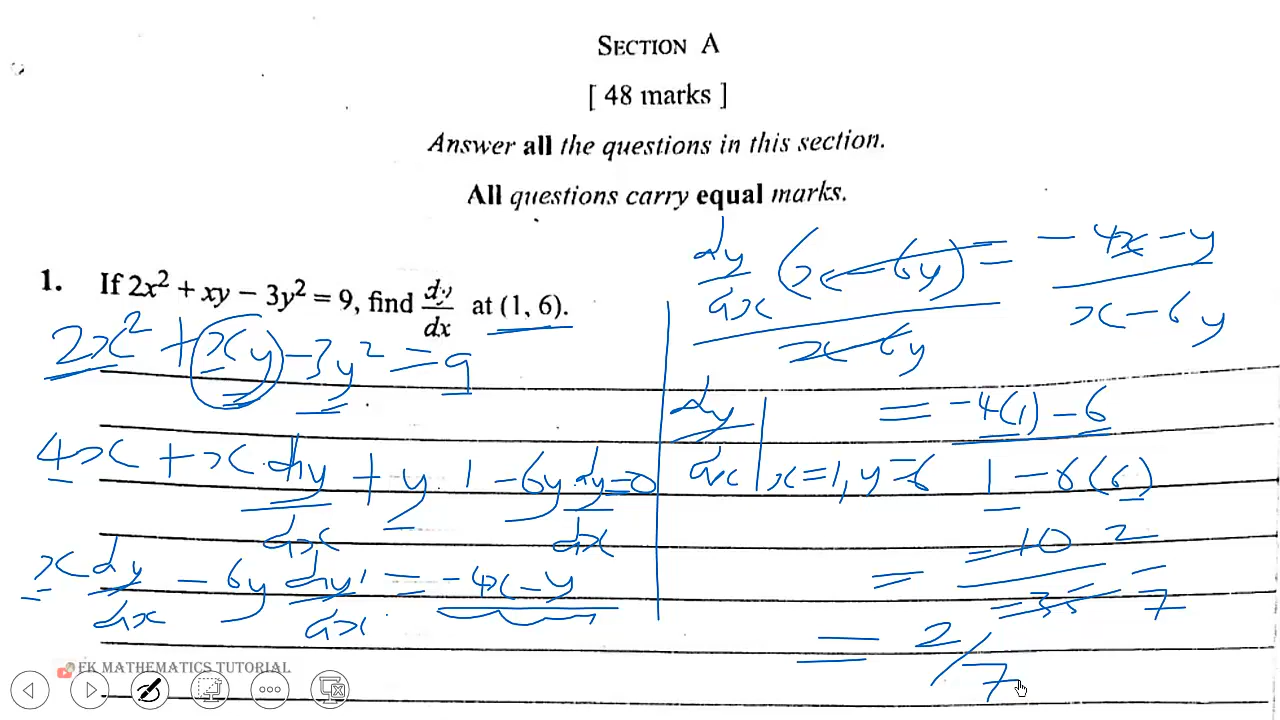 SECTION A
[ 48 marks ]
Answer all the questions in this section.
All questions carry equal marks.
1. If 2x² + xy − 3y² = 9, find dy/dx at (1, 6).
2x² + xy − 3y² = 9
4x + x·dy/dx + y·1 − 6y dy/dx = 0
x dy/dx − 6y dy/dx = −4x − y
dy/dx (x − 6y) / x − 6y = −4x − y / x − 6y
dy/dx | x=1, y=6 = −4(1) − 6 / 1 − 6(6)
= −10 2 / −35 7
= 2/7
EK MATHEMATICS TUTORIAL